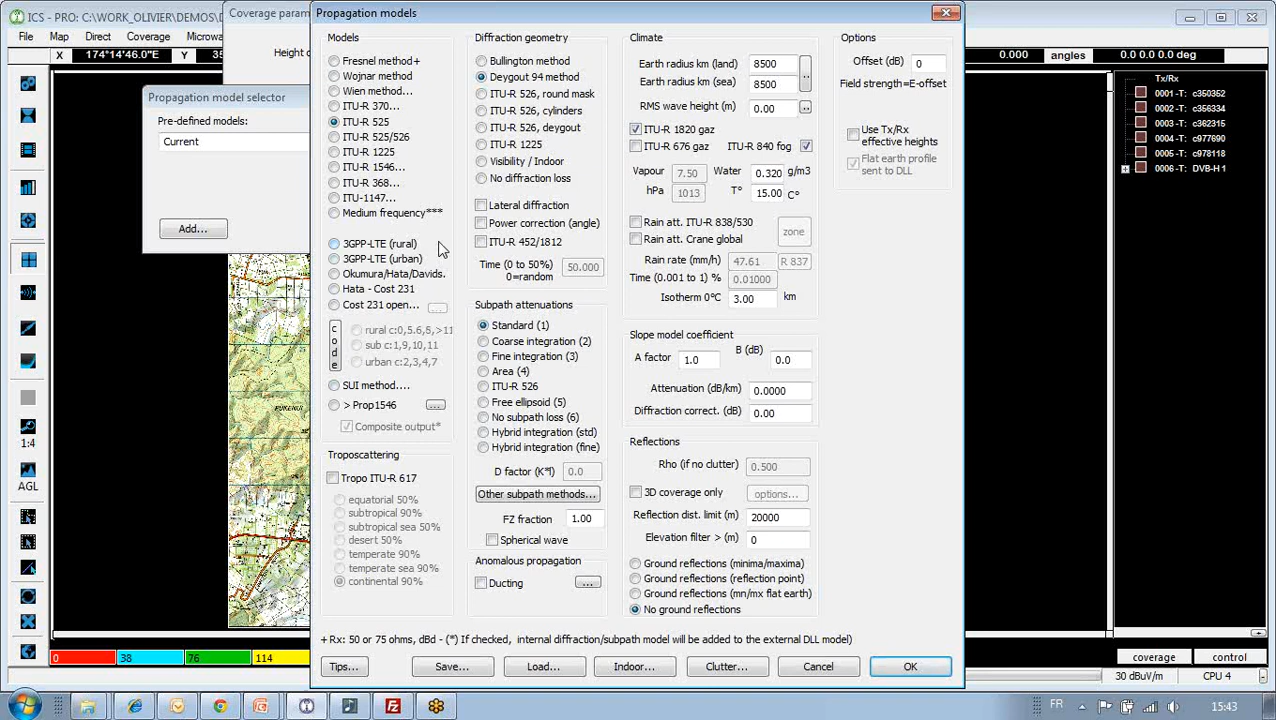 ICS - PRO: C:\WORK_OLIVIER\DEMOS\D
Coverage param
Propagation models
File Map Object Coverage Microwa
X 174°14'46.0"E Y
0.000 angles 0.0 0.0 0.0 deg
Height o
Propagation model selector
Pre-defined models:
Current
Add...
1:4
AGL
PUKENUI
Models
Fresnel method+
Wojnar method
Wien method...
ITU-R 370...
ITU-R 525
ITU-R 525/526
ITU-R 1225
ITU-R 1546...
ITU-R 368...
ITU-1147...
Medium frequency***
3GPP-LTE (rural)
3GPP-LTE (urban)
Okumura/Hata/Davids.
Hata - Cost 231
Cost 231 open... ...
code
rural c:0,5.6,5,>11
sub c:1,9,10,11
urban c:2,3,4,7
SUI method....
> Prop1546 ...
Composite output*
Troposcattering
Tropo ITU-R 617
equatorial 50%
subtropical 90%
subtropical sea 50%
desert 50%
temperate 90%
temperate sea 90%
continental 90%
Diffraction geometry
Bullington method
Deygout 94 method
ITU-R 526, round mask
ITU-R 526, cylinders
ITU-R 526, deygout
ITU-R 1225
Visibility / Indoor
No diffraction loss
Lateral diffraction
Power correction (angle)
ITU-R 452/1812
Time (0 to 50%) 50.000
0=random
Subpath attenuations
Standard (1)
Coarse integration (2)
Fine integration (3)
Area (4)
ITU-R 526
Free ellipsoid (5)
No subpath loss (6)
Hybrid integration (std)
Hybrid integration (fine)
D factor (K*l) 0.0
Other subpath methods...
FZ fraction 1.00
Spherical wave
Anomalous propagation
Ducting ...
Climate
Earth radius km (land) 8500
Earth radius km (sea) 8500
RMS wave height (m) 0.00 ..
ITU-R 1820 gaz
ITU-R 676 gaz ITU-R 840 fog
Vapour 7.50 Water 0.320 g/m3
hPa 1013 T° 15.00 C°
Rain att. ITU-R 838/530 zone
Rain att. Crane global
Rain rate (mm/h) 47.61 R 837
Time (0.001 to 1) % 0.01000
Isotherm 0°C 3.00 km
Slope model coefficient
A factor 1.0 B (dB) 0.0
Attenuation (dB/km) 0.0000
Diffraction correct. (dB) 0.00
Reflections
Rho (if no clutter) 0.500
3D coverage only options...
Reflection dist. limit (m) 20000
Elevation filter > (m) 0
Ground reflections (minima/maxima)
Ground reflections (reflection point)
Ground reflections (mn/mx flat earth)
No ground reflections
Options
Offset (dB) 0
Field strength=E-offset
Use Tx/Rx
effective heights
Flat earth profile
sent to DLL
+ Rx: 50 or 75 ohms, dBd - (*) If checked, internal diffraction/subpath model will be added to the external DLL model)
Tips... Save... Load... Indoor... Clutter... Cancel OK
Tx/Rx
0001 -T: c350352
0002 -T: c356334
0003 -T: c362315
0004 -T: c977690
0005 -T: c978118
0006 -T: DVB-H 1
0 38 76 114
coverage control
30 dBuV/m CPU 4
FR 15:43